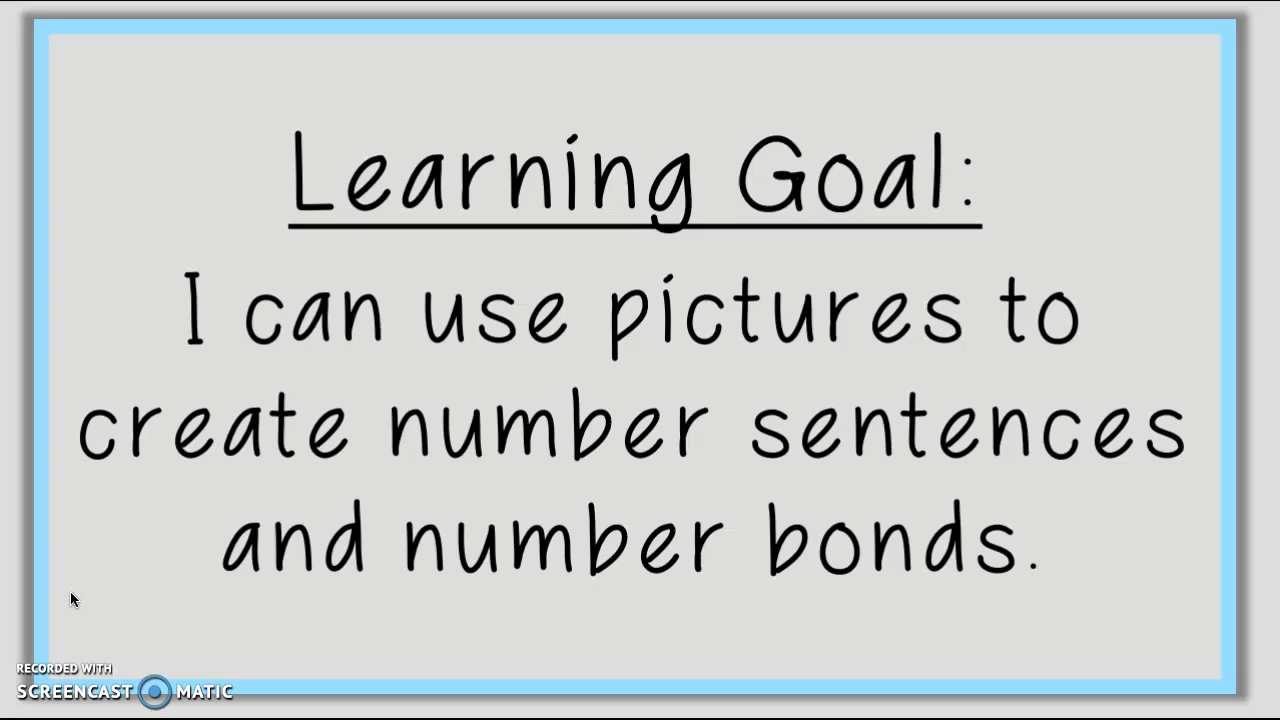 Learning Goal:
I can use pictures to
create number sentences
and number bonds.
RECORDED WITH
SCREENCAST MATIC